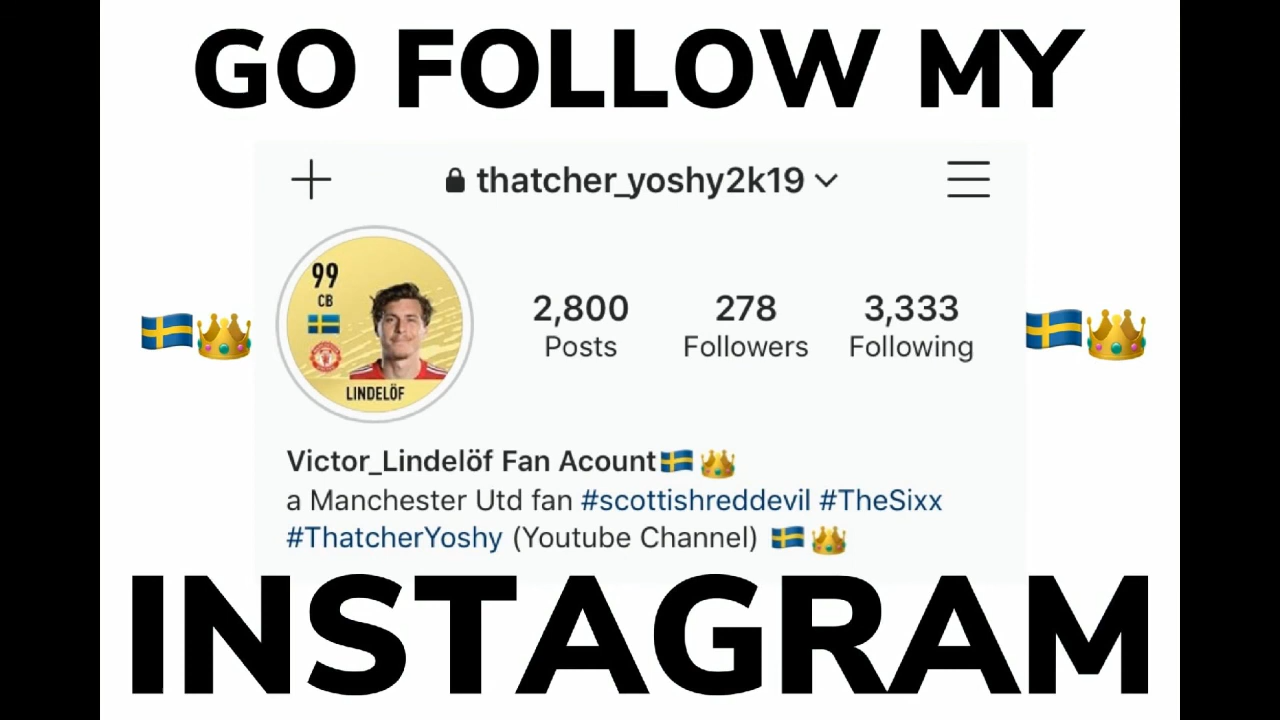 GO FOLLOW MY
thatcher_yoshy2k19
99
CB
LINDELÖF
2,800 278 3,333
Posts Followers Following
Victor_Lindelöf Fan Acount🇸🇪👑
a Manchester Utd fan #scottishreddevil #TheSixx
#ThatcherYoshy (Youtube Channel) 🇸🇪👑
INSTAGRAM